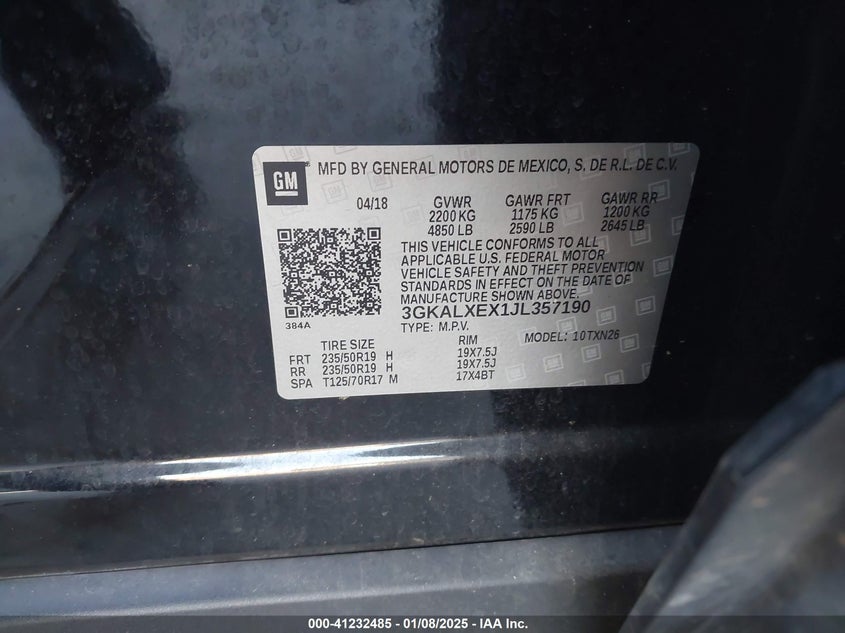 GM
MFD BY GENERAL MOTORS DE MEXICO, S. DE R.L. DE C.V.
04/18 GVWR GAWR FRT GAWR RR
2200 KG 1175 KG 1200 KG
4850 LB 2590 LB 2645 LB
THIS VEHICLE CONFORMS TO ALL
APPLICABLE U.S. FEDERAL MOTOR
VEHICLE SAFETY AND THEFT PREVENTION
STANDARDS IN EFFECT ON THE DATE OF
MANUFACTURE SHOWN ABOVE.
384A
3GKALXEX1JL357190
TYPE: M.P.V. MODEL: 10TXN26
TIRE SIZE RIM
FRT 235/50R19 H 19X7.5J
RR 235/50R19 H 19X7.5J
SPA T125/70R17 M 17X4BT
000-41232485 - 01/08/2025 - IAA Inc.